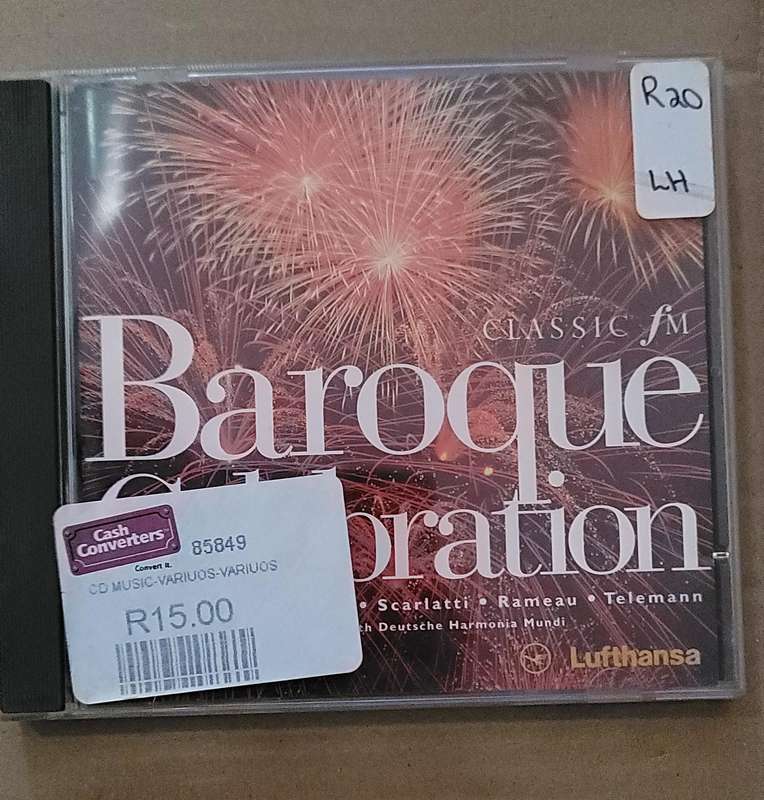 R20
LH
CLASSIC fM
Baroque
oration
Cash
Converters
85849
Convert It.
CD MUSIC-VARIUOS-VARIUOS
R15.00
• Scarlatti • Rameau • Telemann
Deutsche Harmonia Mundi
Lufthansa